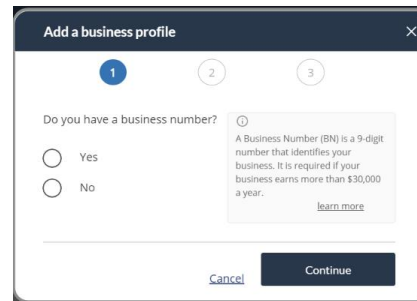 Add a business profile
1 2 3
Do you have a business number?
Yes
No
A Business Number (BN) is a 9-digit
number that identifies your
business. It is required if your
business earns more than $30,000
a year.
learn more
Cancel
Continue